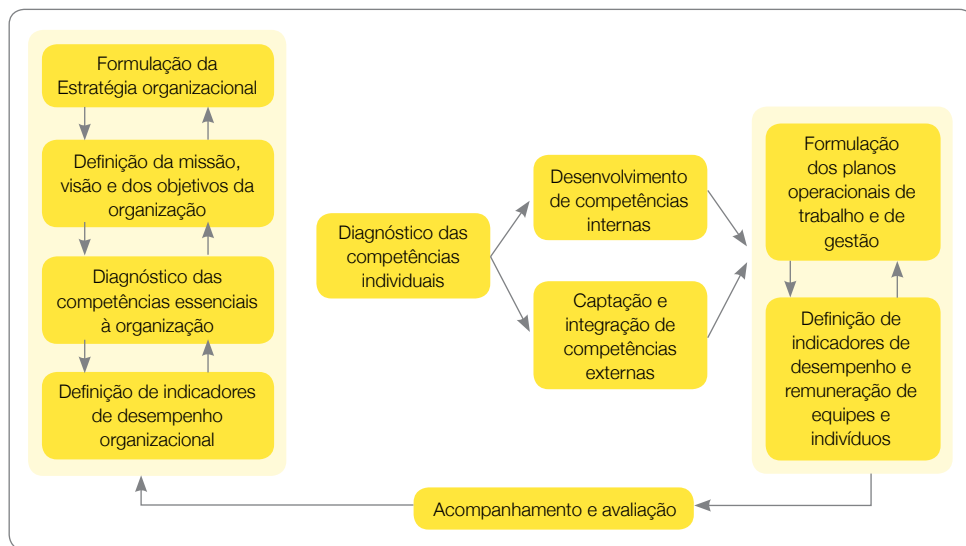 Formulação da
Estratégia organizacional
Definição da missão,
visão e dos objetivos da
organização
Diagnóstico das
competências essenciais
à organização
Definição de indicadores
de desempenho
organizacional
Diagnóstico das
competências
individuais
Desenvolvimento
de competências
internas
Captação e
integração de
competências
externas
Formulação
dos planos
operacionais de
trabalho e de
gestão
Definição de
indicadores de
desempenho e
remuneração de
equipes e
indivíduos
Acompanhamento e avaliação